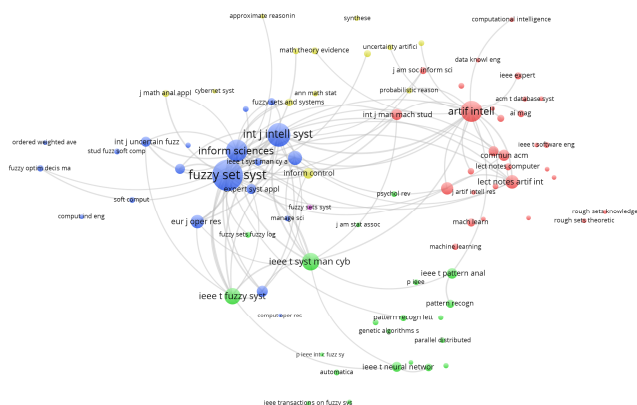 approximate reasonin
synthese
computational intelligence
math theory evidence
uncertainty artifici
data knowl eng
j am soc inform sci
ieee expert
j math anal appl
cybernet syst
ann math stat
probabilistic reason
acm t database syst
fuzzy sets and systems
int j man mach stud
artif intell
ai mag
int j intell syst
ordered weighted ave
int j uncertain fuzz
stud fuzz soft comp
inform sciences
ieee t software eng
commun acm
ieee t syst man cy a
fuzzy optim decis ma
fuzzy set syst
inform control
lect notes computer
lect notes artif int
expert syst appl
j artif intell res
psychol rev
soft comput
fuzzy sets syst
rough sets knowledge
comput ind eng
eur j oper res
manage sci
j am stat assoc
mach learn
rough sets theoretic
fuzzy sets fuzzy log
machine learning
ieee t syst man cyb
ieee t pattern anal
p ieee
ieee t fuzzy syst
pattern recogn
comput oper res
pattern recogn lett
genetic algorithms s
parallel distributed
p ieee int c fuzz sy
automatica
ieee t neural networ
ieee transactions on fuzzy sys